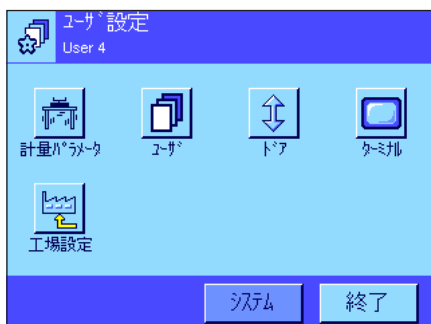 ﾕｰｻﾞ設定
User 4
計量ﾊﾟﾗﾒｰﾀ
ﾕｰｻﾞ
ﾄﾞｱ
ﾀｰﾐﾅﾙ
工場設定
ｼｽﾃﾑ
終了